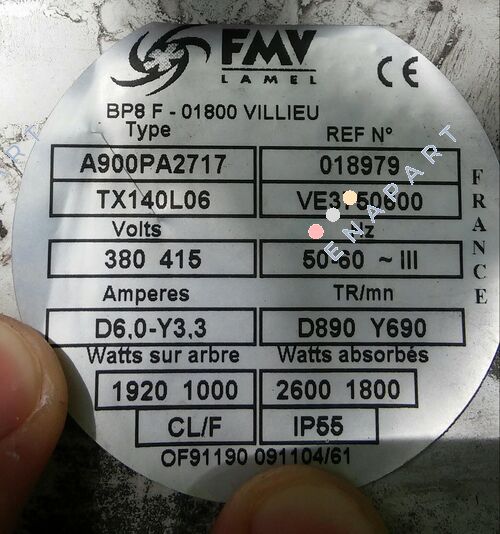 FMV
LAMEL
CE
BP8 F - 01800 VILLIEU
Type REF N°
A900PA2717 018979
TX140L06
Volts Hz
380 415 50-60 ~ III
FRANCE
Amperes TR/mn
D6,0-Y3,3 D890 Y690
Watts sur arbre Watts absorbés
1920 1000 2600 1800
CL/F IP55
OF91190 091104/61
ENAPART